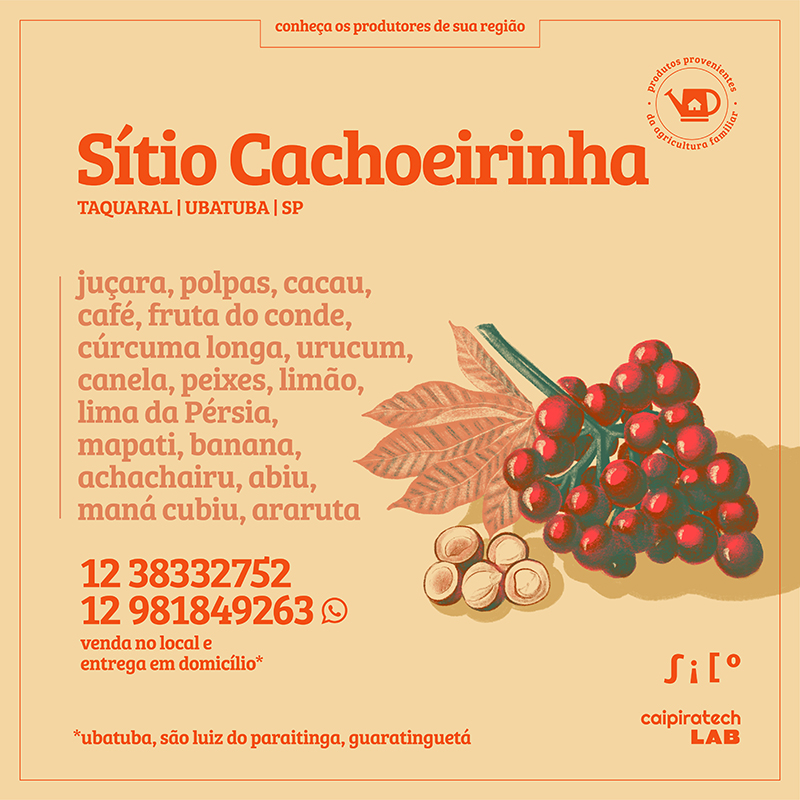 conheça os produtores de sua região
produtos provenientes
da agricultura familiar
Sítio Cachoeirinha
TAQUARAL | UBATUBA | SP
juçara, polpas, cacau,
café, fruta do conde,
cúrcuma longa, urucum,
canela, peixes, limão,
lima da Pérsia,
mapati, banana,
achachairu, abiu,
maná cubiu, araruta
12 38332752
12 981849263
venda no local e
entrega em domicílio*
*ubatuba, são luiz do paraitinga, guaratinguetá
caipiratech
LAB